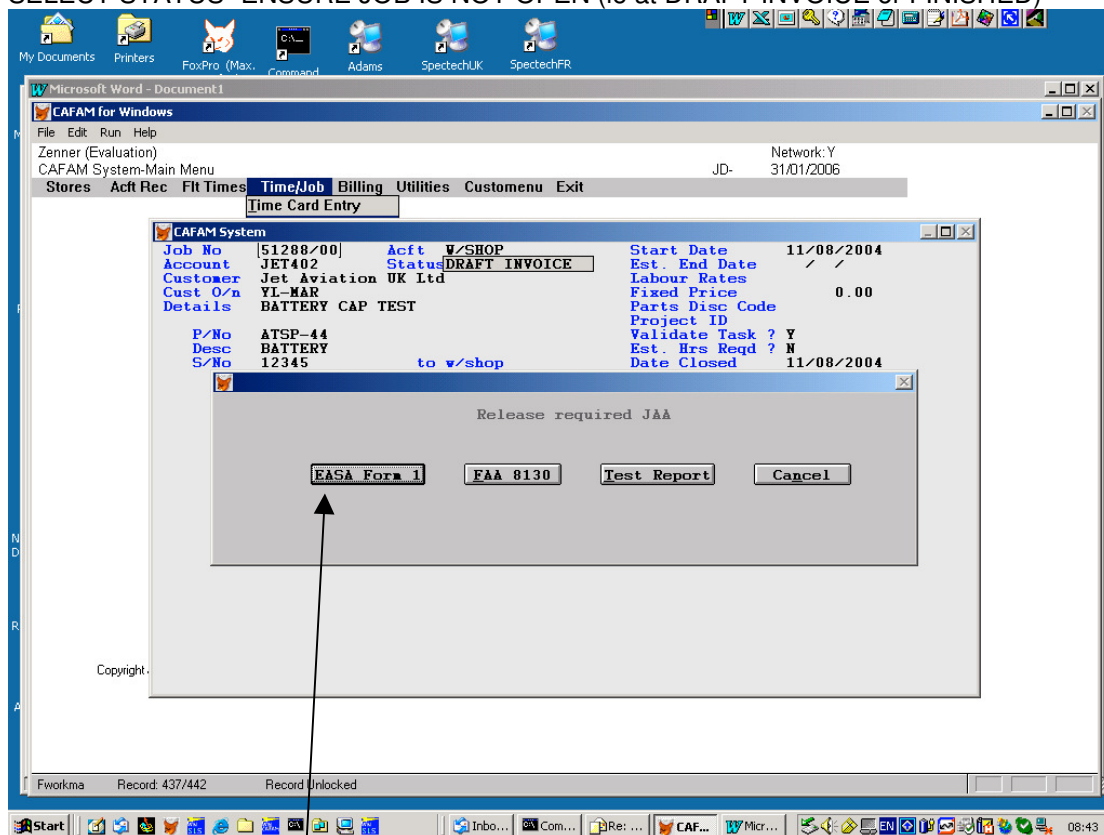 SELECT STATUS- ENSURE JOB IS NOT OPEN (ie at DRAFT INVOICE or FINISHED)
My Documents Printers FoxPro (Max. Command Adams SpectechUK SpectechFR
Microsoft Word - Document1
CAFAM for Windows
File Edit Run Help
Zenner (Evaluation) Network: Y
CAFAM System-Main Menu JD- 31/01/2006
Stores Acft Rec Flt Times Time/Job Billing Utilities Customenu Exit
Time Card Entry
CAFAM System
Job No 51288/00 Acft W/SHOP Start Date 11/08/2004
Account JET402 Status DRAFT INVOICE Est. End Date / /
Customer Jet Aviation UK Ltd Labour Rates
Cust O/n YL-MAR Fixed Price 0.00
Details BATTERY CAP TEST Parts Disc Code
Project ID
P/No ATSP-44 Validate Task ? Y
Desc BATTERY Est. Hrs Reqd ? N
S/No 12345 to w/shop Date Closed 11/08/2004
Release required JAA
EASA Form 1 FAA 8130 Test Report Cancel
Copyright
Fworkma Record: 437/442 Record Unlocked
Start Inbo... Com... Re: ... CAF... Micr... EN 08:43